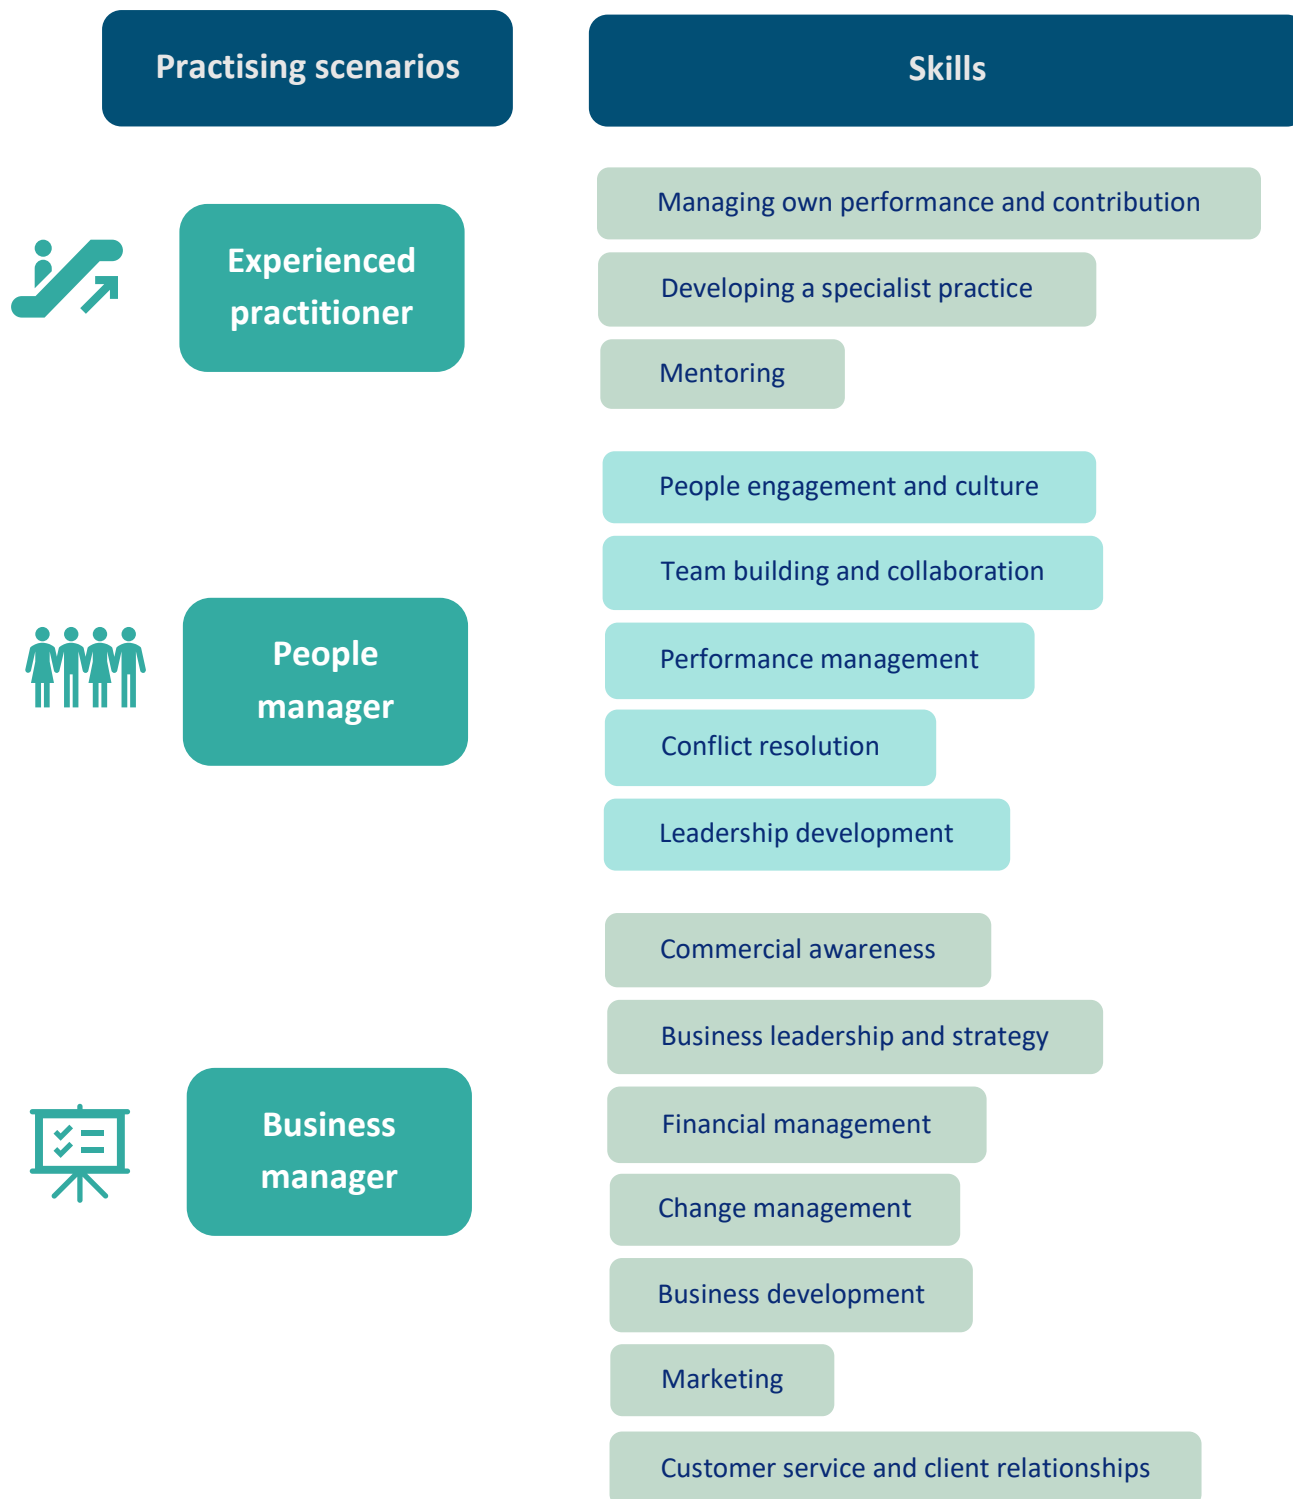 Practising scenarios
Skills
Experienced
practitioner
Managing own performance and contribution
Developing a specialist practice
Mentoring
People
manager
People engagement and culture
Team building and collaboration
Performance management
Conflict resolution
Leadership development
Business
manager
Commercial awareness
Business leadership and strategy
Financial management
Change management
Business development
Marketing
Customer service and client relationships